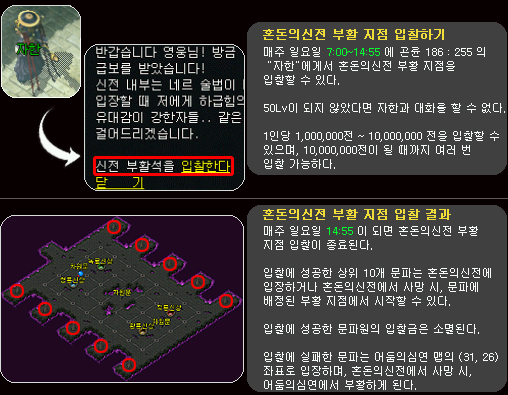 자한
반갑습니다 영웅님! 방금
급보를 받았습니다!
신전 내부는 네르 술법이 ㅣ
입장할 때 저에게 하급힘의
유대감이 강한자들.. 같은
걸어드리겠습니다.
신전 부활석을 입찰한다
닫 기
혼돈의신전 부활 지점 입찰하기
매주 일요일 7:00~14:55 에 곤륜 186 : 255 의
"자한"에게서 혼돈의신전 부활 지점을
입찰할 수 있다.
50Lv이 되지 않았다면 자한과 대화를 할 수 없다.
1인당 1,000,000전 ~ 10,000,000 전을 입찰할 수
있으며, 10,000,000전이 될 때까지 여러 번
입찰 가능하다.
차원문
청룡신상
차원문
백호신상
혼돈의신전 부활 지점 입찰 결과
매주 일요일 14:55 이 되면 혼돈의신전 부활
지점 입찰이 종료된다.
입찰에 성공한 상위 10개 문파는 혼돈의신전에
입장하거나 혼돈의신전에서 사망 시, 문파에
배정된 부활 지점에서 시작할 수 있다.
입찰에 성공한 문파원의 입찰금은 소멸된다.
입찰에 실패한 문파는 어둠의심연 맵의 (31, 26)
좌표로 입장하며, 혼돈의신전에서 사망 시,
어둠의심연에서 부활하게 된다.